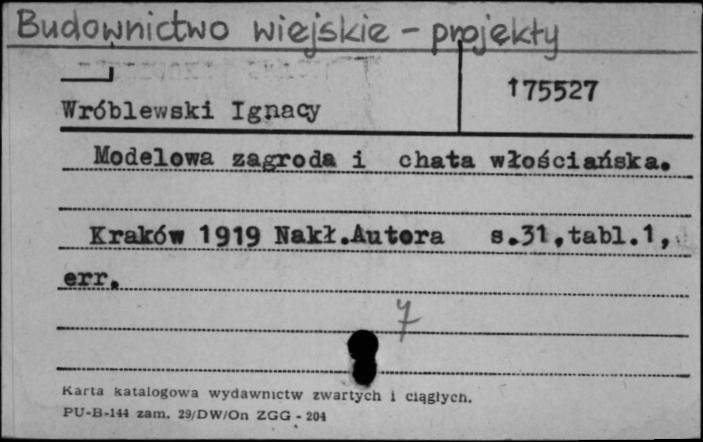 Budownictwo wiejskie - projekty
175527
Wróblewski Ignacy
Modelowa zagroda i chata włościańska.
Kraków 1919 Nakł.Autora s.31,tabl.1,
err.
7
Karta katalogowa wydawnictw zwartych i ciągłych.
PU-B-144 zam. 29/DW/On ZGG - 204